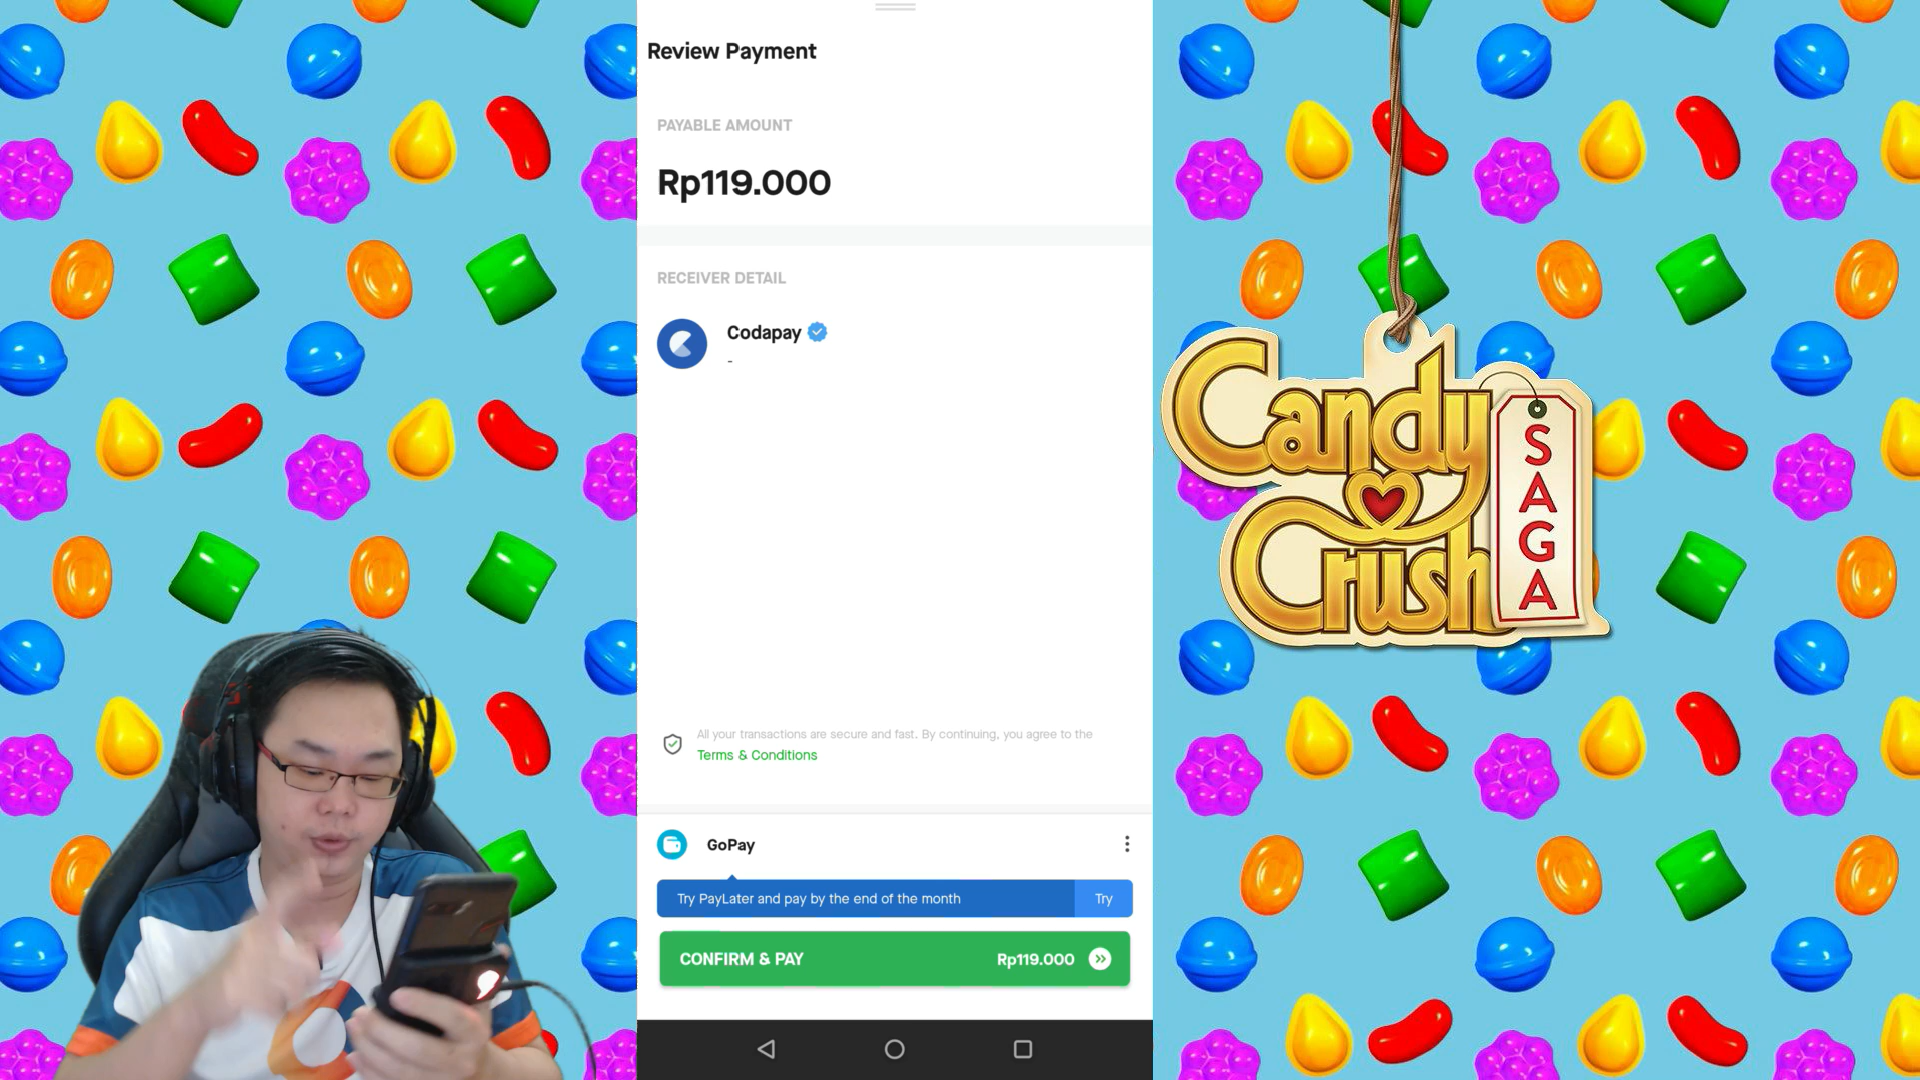 Review Payment
PAYABLE AMOUNT
Rp119.000
RECEIVER DETAIL
Codapay
-
All your transactions are secure and fast. By continuing, you agree to the
Terms & Conditions
GoPay
Try PayLater and pay by the end of the month
Try
CONFIRM & PAY
Rp119.000
Candy
Crush
SAGA